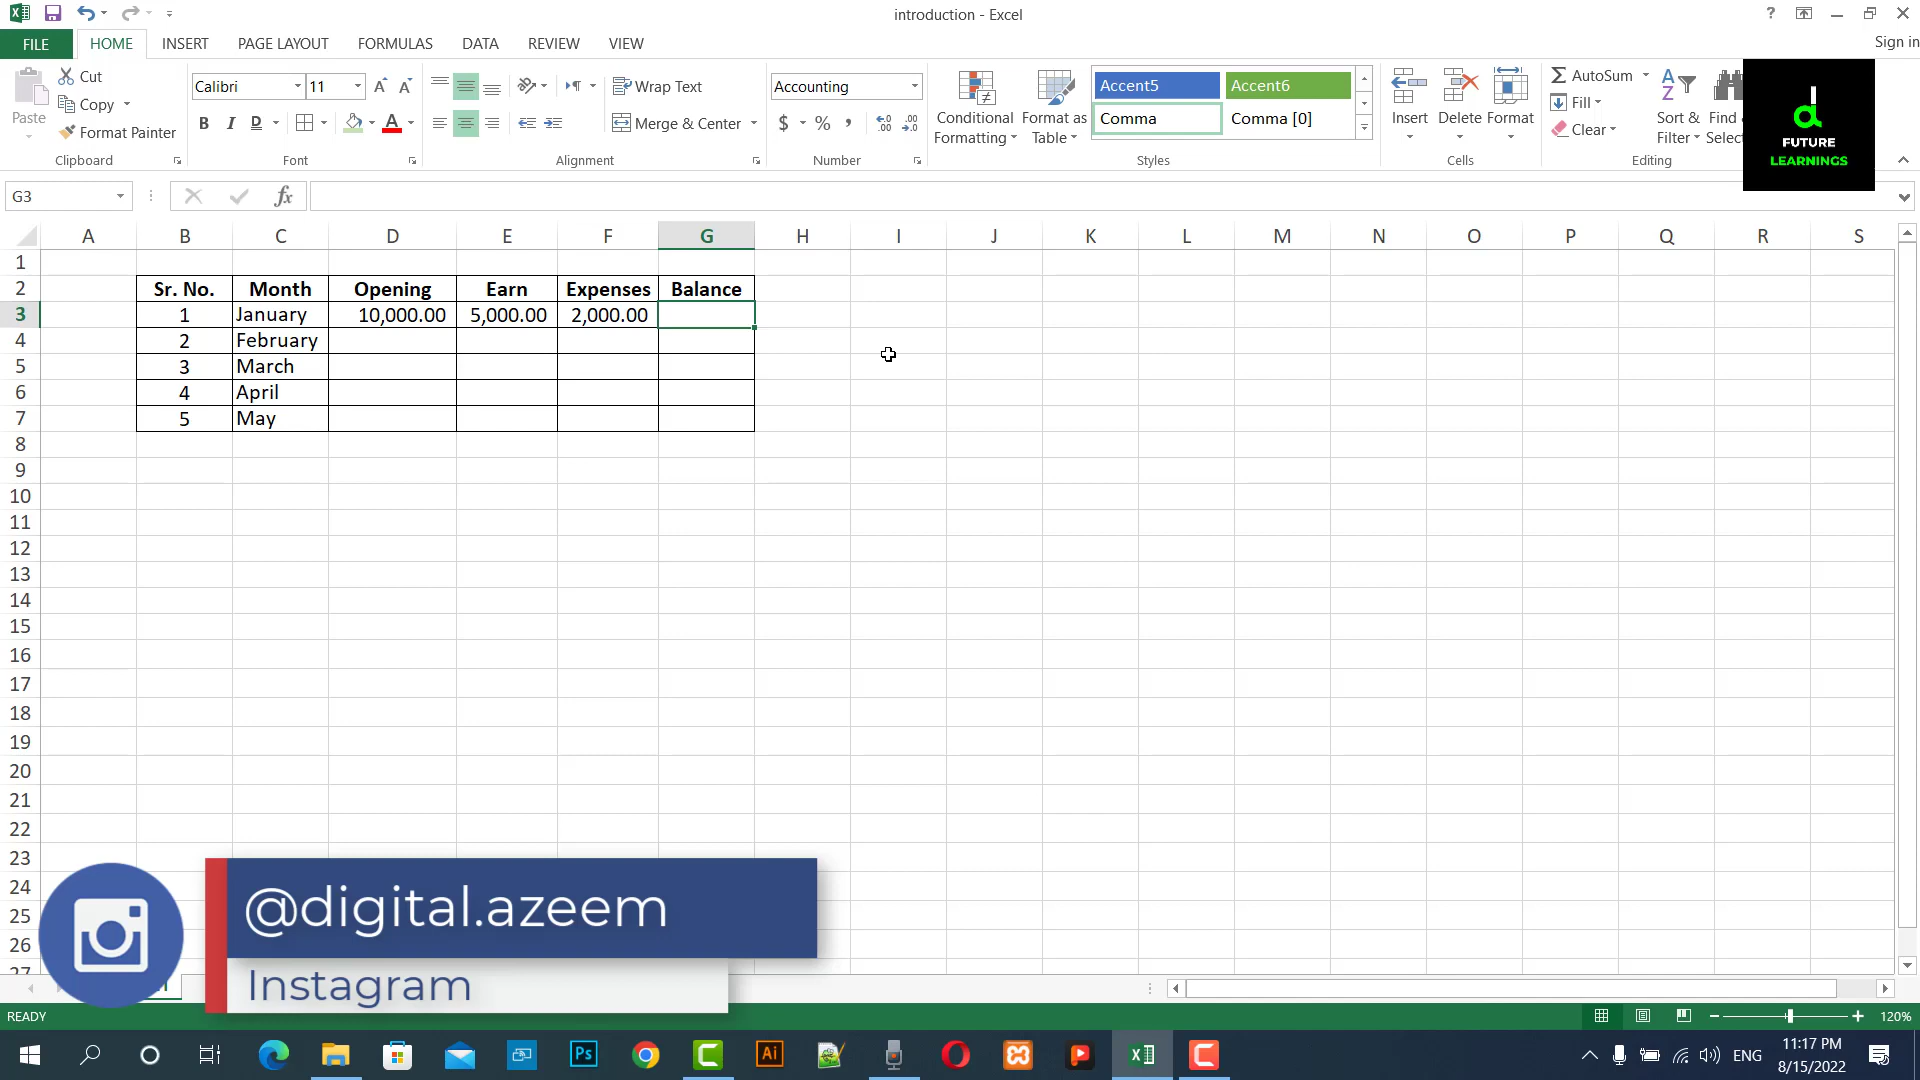 introduction - Excel
Sign in
FILE HOME INSERT PAGE LAYOUT FORMULAS DATA REVIEW VIEW
Paste
Cut
Copy
Format Painter
Clipboard
Calibri 11
B I D A
Font
Wrap Text
Merge & Center
Alignment
Accounting
$ % ,
Number
Conditional Formatting
Format as Table
Accent5 Accent6
Comma Comma [0]
Styles
Insert Delete Format
Cells
AutoSum
Fill
Clear
Sort & Filter
Find &
Selec
Editing
FUTURE
LEARNINGS
G3
fx
A B C D E F G H I J K L M N O P Q R S
1
2 Sr. No. Month Opening Earn Expenses Balance
3 1 January 10,000.00 5,000.00 2,000.00
4 2 February
5 3 March
6 4 April
7 5 May
8
9
10
11
12
13
14
15
16
17
18
19
20
21
22
23
24
25
26
27
@digital.azeem
Instagram
READY
120%
Ps
Ai
ENG
11:17 PM
8/15/2022